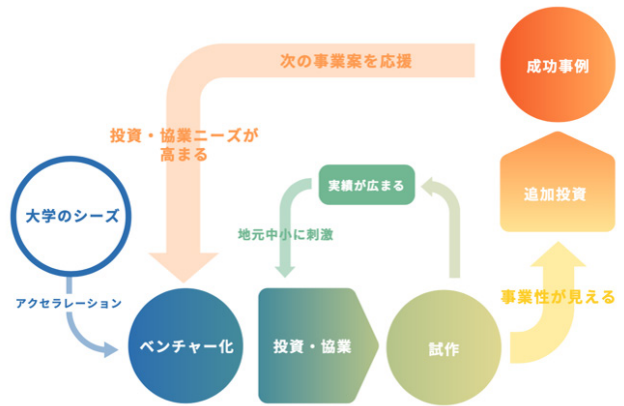 成功事例
次の事業案を応援
投資・協業ニーズが
高まる
大学のシーズ
実績が広まる
追加投資
地元中小に刺激
アクセラレーション
事業性が見える
ベンチャー化
投資・協業
試作